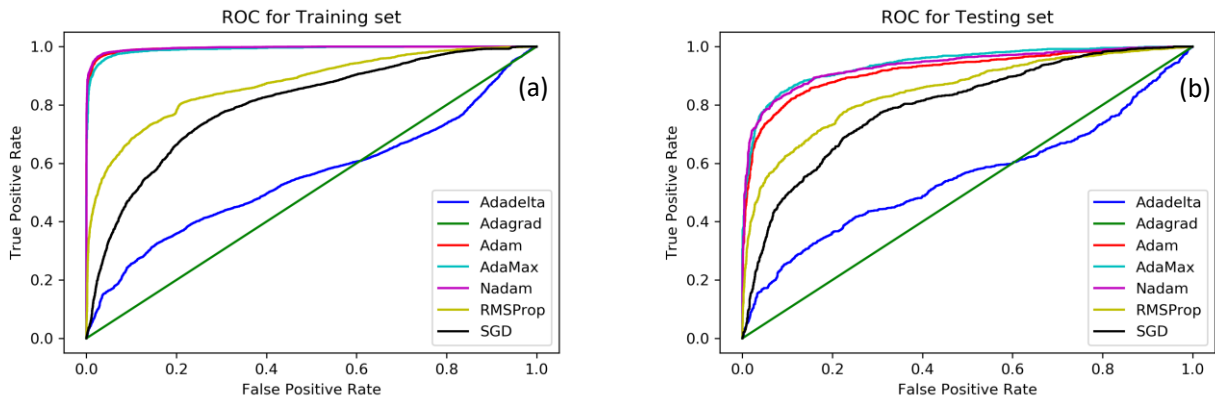 ROC for Training set
1.0
0.8
0.6
0.4
0.2
0.0
True Positive Rate
(a)
Adadelta
Adagrad
Adam
AdaMax
Nadam
RMSProp
SGD
0.0 0.2 0.4 0.6 0.8 1.0
False Positive Rate
ROC for Testing set
1.0
0.8
0.6
0.4
0.2
0.0
True Positive Rate
(b)
Adadelta
Adagrad
Adam
AdaMax
Nadam
RMSProp
SGD
0.0 0.2 0.4 0.6 0.8 1.0
False Positive Rate